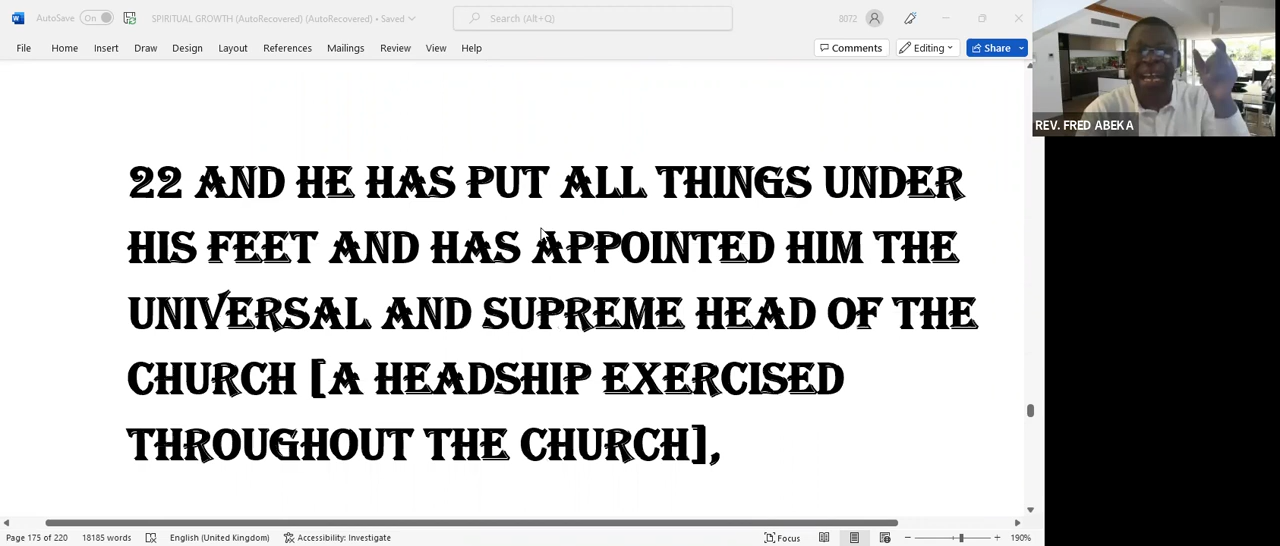 AutoSave On SPIRITUAL GROWTH (AutoRecovered) (AutoRecovered) • Saved Search (Alt+Q) 8072
File Home Insert Draw Design Layout References Mailings Review View Help Comments Editing Share
REV. FRED ABEKA
22 AND HE HAS PUT ALL THINGS UNDER
HIS FEET AND HAS APPOINTED HIM THE
UNIVERSAL AND SUPREME HEAD OF THE
CHURCH [A HEADSHIP EXERCISED
THROUGHOUT THE CHURCH],
Page 175 of 220 18185 words English (United Kingdom) Accessibility: Investigate Focus 190%